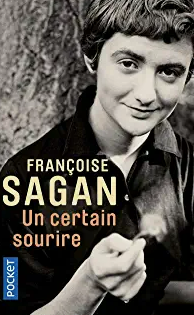 FRANÇOISE
SAGAN
Un certain
sourire
POCKET